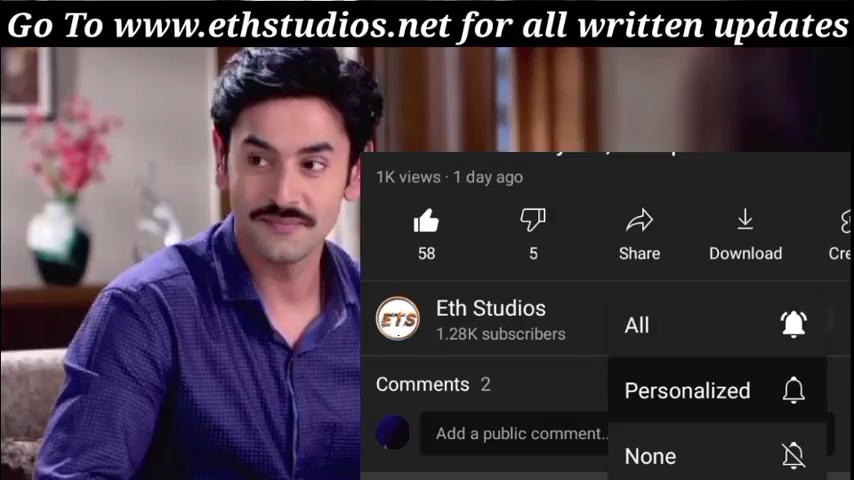 Go To www.ethstudios.net for all written updates
1K views · 1 day ago
58
5
Share
Download
Cre
ETS
Eth Studios
1.28K subscribers
All
Comments 2
Personalized
Add a public comment..
None